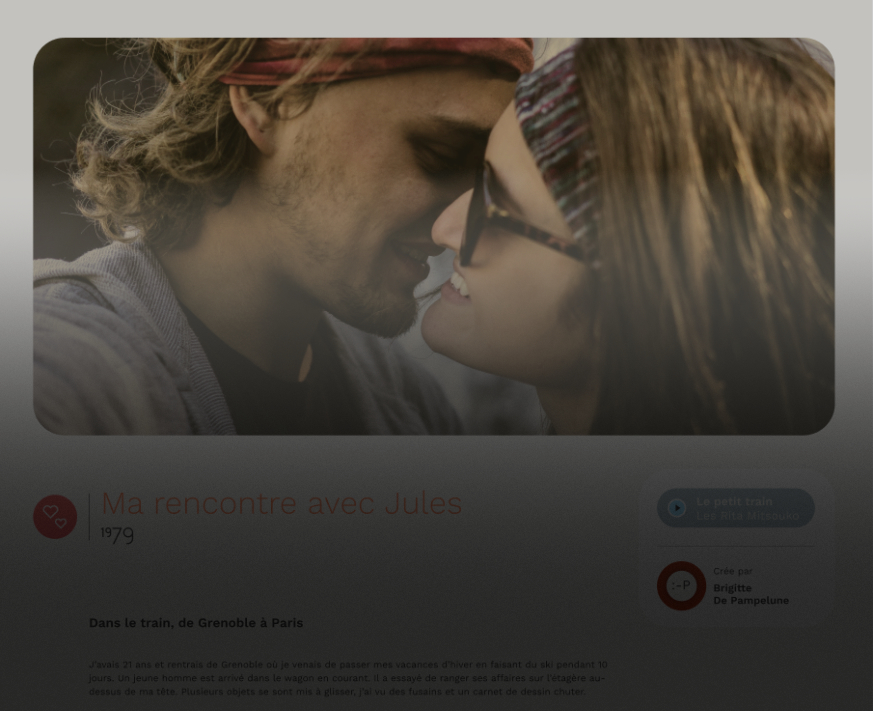 Ma rencontre avec Jules
1979
Le petit train
Les Rita Mitsouko
Crée par
:-P
Brigitte
De Pampelune
Dans le train, de Grenoble à Paris
J'avais 21 ans et rentrais de Grenoble où je venais de passer mes vacances d'hiver en faisant du ski pendant 10
jours. Un jeune homme est arrivé dans le wagon en courant. Il a essayé de ranger ses affaires sur l'étagère au-
dessus de ma tête. Plusieurs objets se sont mis à glisser, j'ai vu des fusains et un carnet de dessin chuter.